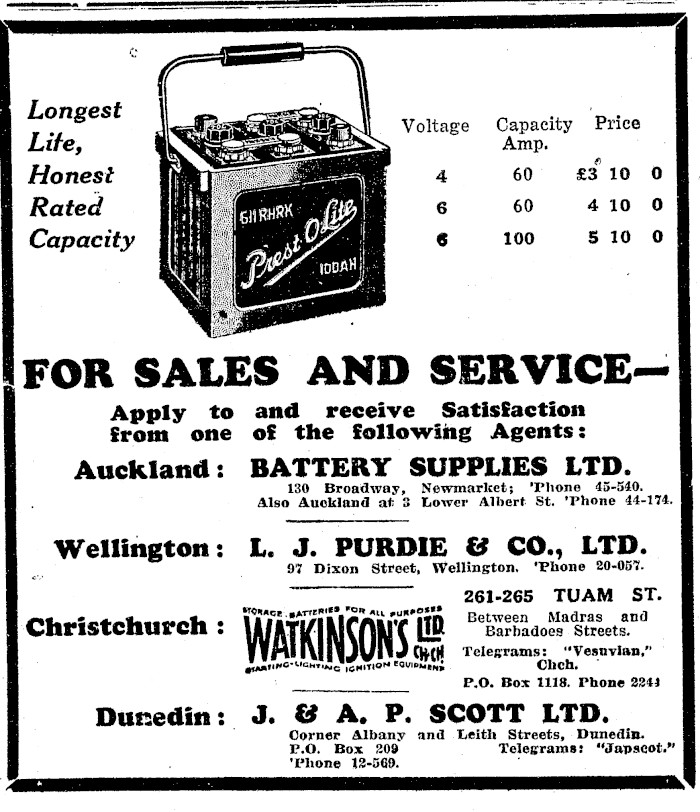 Longest
Life,
Honest
Rated
Capacity
611RHRK
Prest-O-Lite
100AH
Voltage Capacity Amp. Price
4 60 £3 10 0
6 60 4 10 0
6 100 5 10 0
FOR SALES AND SERVICE—
Apply to and receive Satisfaction
from one of the following Agents:
Auckland: BATTERY SUPPLIES LTD.
130 Broadway, Newmarket; 'Phone 45-540.
Also Auckland at 3 Lower Albert St. 'Phone 44-174.
Wellington: L. J. PURDIE & CO., LTD.
97 Dixon Street, Wellington. 'Phone 20-057.
Christchurch:
STORAGE BATTERIES FOR ALL PURPOSES
WATKINSON'S LTD.
CH-CH
STARTING-LIGHTING IGNITION EQUIPMENT
261-265 TUAM ST.
Between Madras and
Barbadoes Streets.
Telegrams: "Vesuvian,"
Chch.
P.O. Box 1118. Phone 2244
Dunedin: J. & A. P. SCOTT LTD.
Corner Albany and Leith Streets, Dunedin.
P.O. Box 209 Telegrams: "Japscot."
'Phone 12-569.